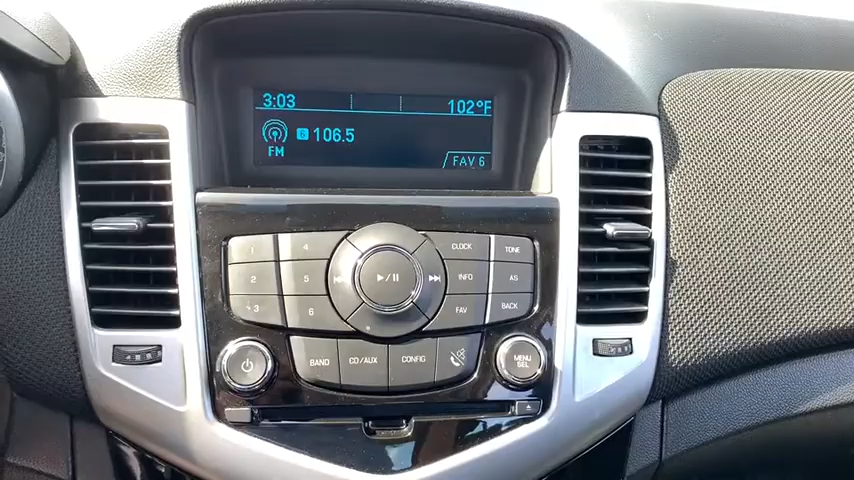 3:03 102°F
6 106.5
FM
FAV 6
1 4 CLOCK TONE
2 5 INFO AS
3 6 FAV BACK
BAND CD/AUX CONFIG
MENU
SEL